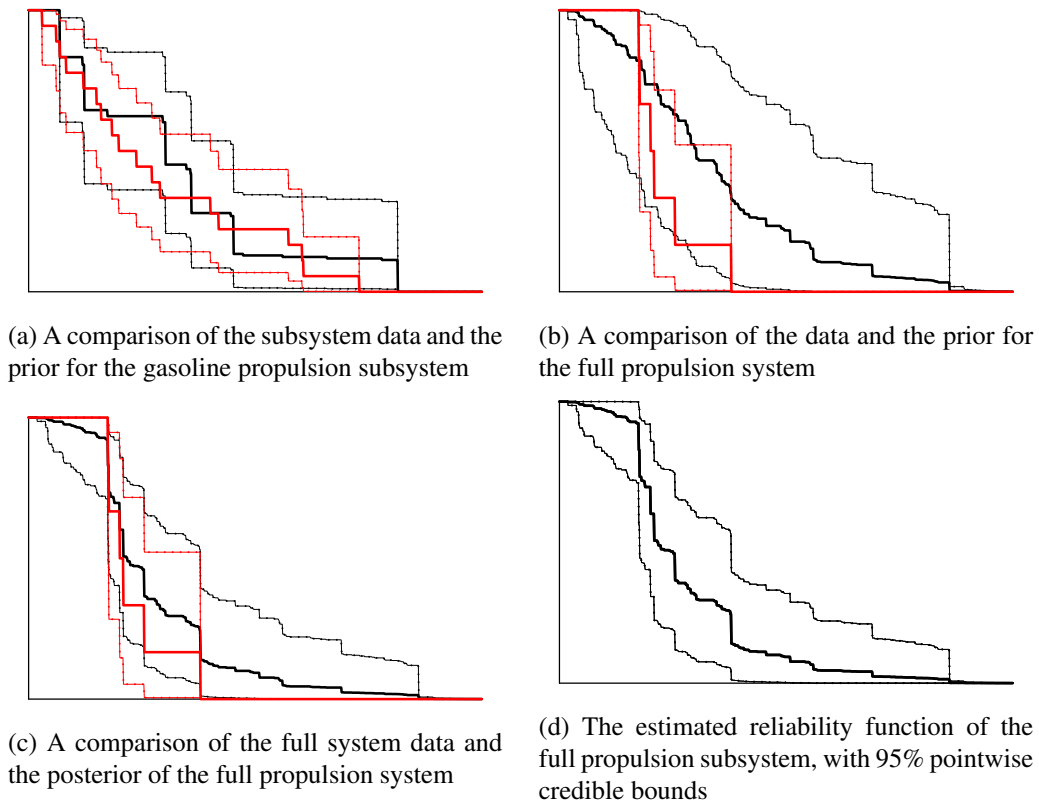 (a) A comparison of the subsystem data and the
prior for the gasoline propulsion subsystem
(b) A comparison of the data and the prior for
the full propulsion system
(c) A comparison of the full system data and
the posterior of the full propulsion system
(d) The estimated reliability function of the
full propulsion subsystem, with 95% pointwise
credible bounds